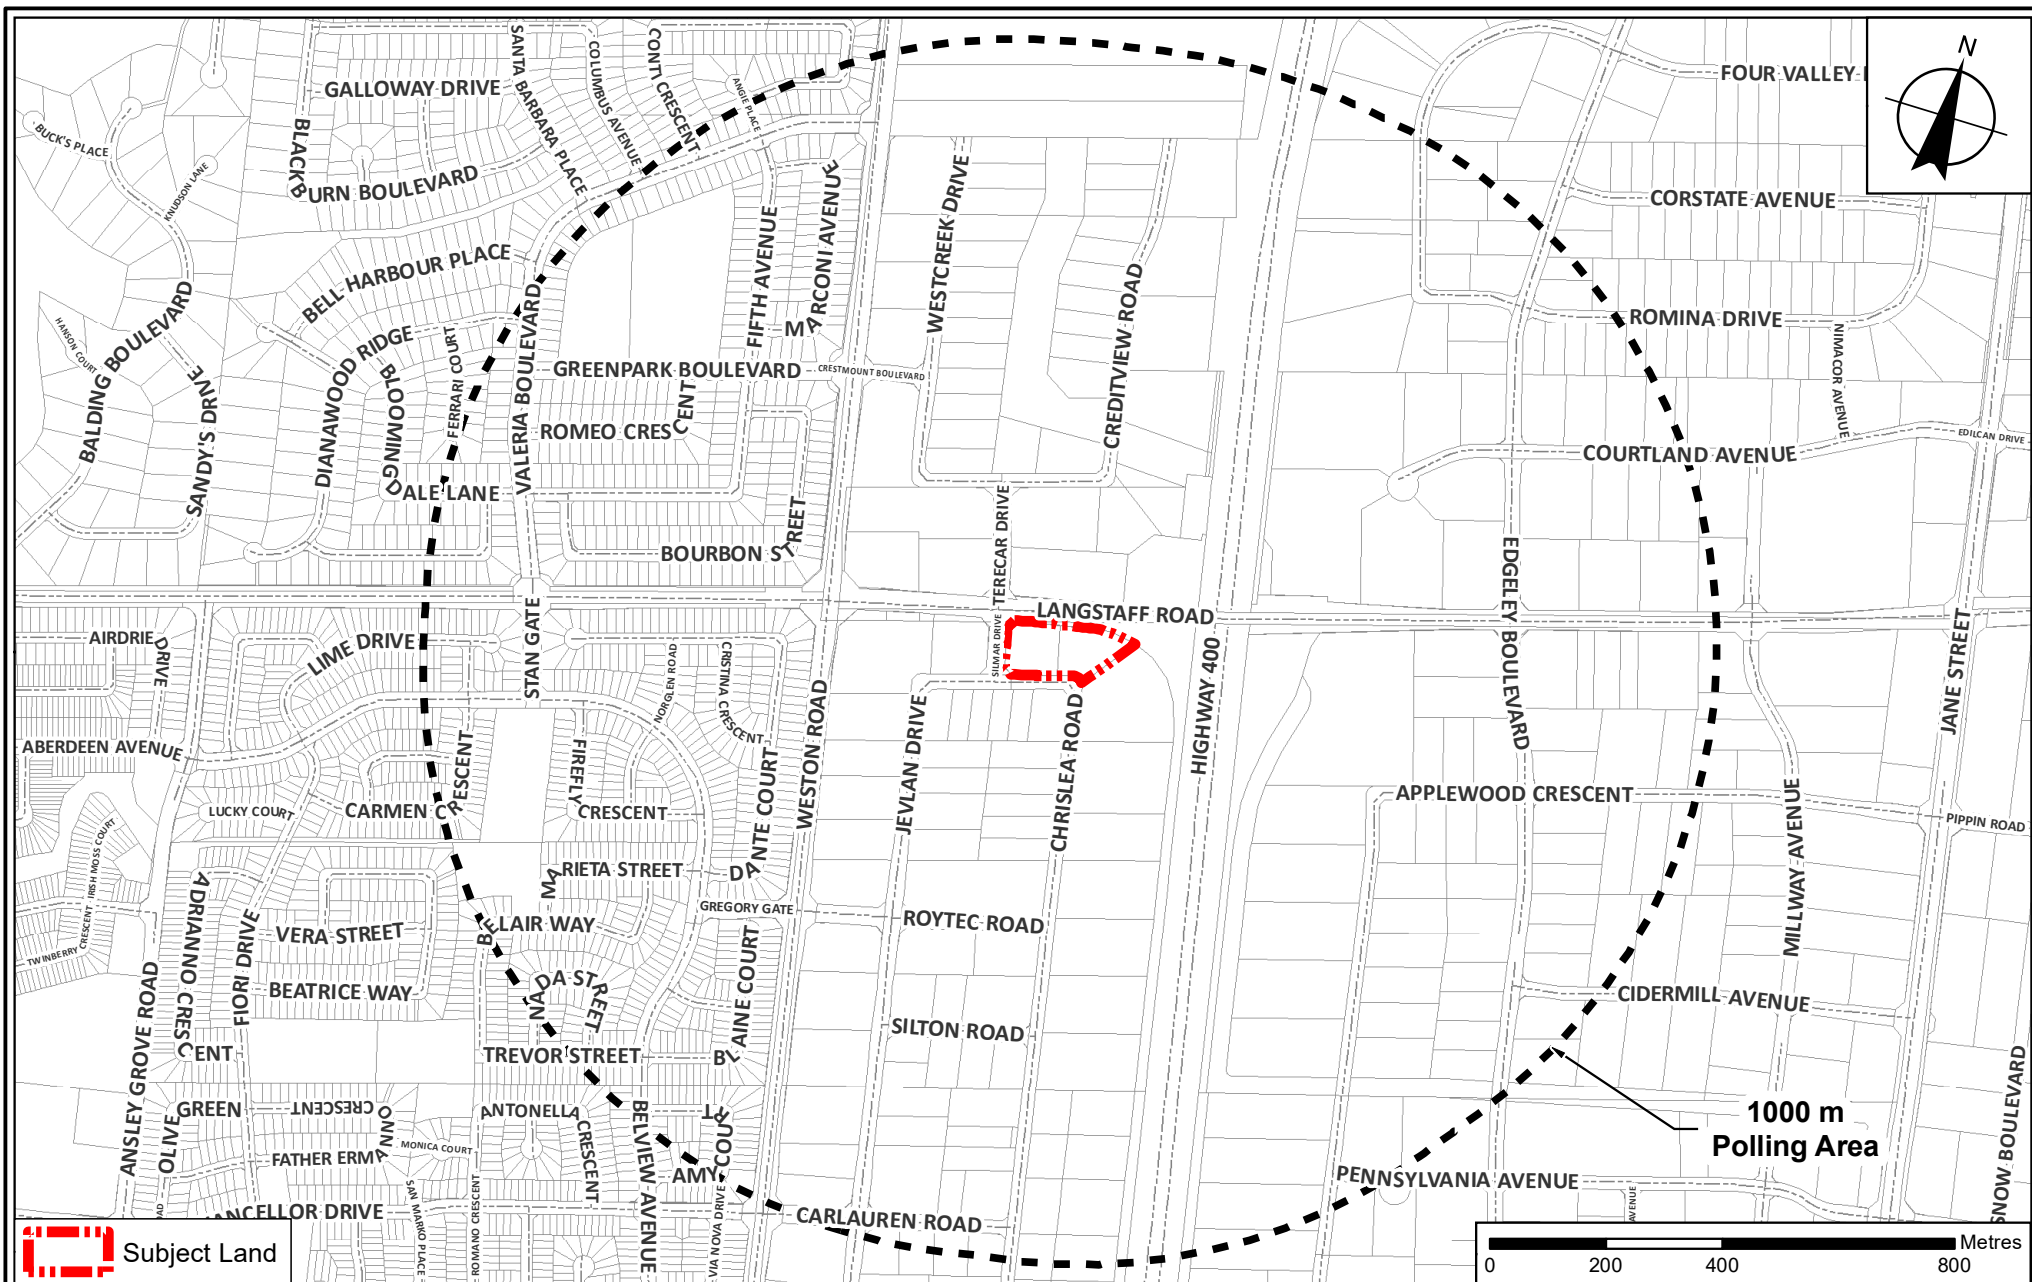 N
FOUR VALLEY
GALLOWAY DRIVE
SANTA BARBARA PLACE
COLUMBUS AVENUE
CONTI CRESCENT
ANGIE PLACE
BUCK'S PLACE
KNUDSON LANE
BLACKBURN BOULEVARD
CORSTATE AVENUE
WESTCREEK DRIVE
FIFTH AVENUE
MARCONI AVENUE
BELL HARBOUR PLACE
CREDITVIEW ROAD
ROMINA DRIVE
NIMACOR AVENUE
HANSON COURT
BALDING BOULEVARD
SANDY'S DRIVE
DIANAWOOD RIDGE
BLOOMINGDALE LANE
FERRARI COURT
VALERIA BOULEVARD
GREENPARK BOULEVARD
CRESTMOUNT BOULEVARD
ROMEO CRESCENT
COURTLAND AVENUE
EDILCAN DRIVE
BOURBON STREET
TERECAR DRIVE
EDGELEY BOULEVARD
LANGSTAFF ROAD
SILMAR DRIVE
AIRDRIE DRIVE
LIME DRIVE
STAN GATE
NORGLEN ROAD
CRISTINA CRESCENT
WESTON ROAD
JEVLAN DRIVE
CHRISLEA ROAD
HIGHWAY 400
JANE STREET
ABERDEEN AVENUE
LUCKY COURT
CARMEN CRESCENT
FIREFLY CRESCENT
DANTE COURT
APPLEWOOD CRESCENT
MILLWAY AVENUE
PIPPIN ROAD
IRISH MOSS COURT
TWINBERRY CRESCENT
ADRIANO CRESCENT
FIORI DRIVE
VERA STREET
MARIETA STREET
BELAIR WAY
GREGORY GATE
ROYTEC ROAD
BEATRICE WAY
NADA STREET
BLAINE COURT
SILTON ROAD
CIDERMILL AVENUE
ANSLEY GROVE ROAD
TREVOR STREET
OLIVE GREEN CRESCENT
ANTONELLA CRESCENT
BELVIEW AVENUE
AMY COURT
1000 m
Polling Area
SNOW BOULEVARD
FATHER ERMANNO
MONICA COURT
SAN MARKO PLACE
ROMANO CRESCENT
ANCELLOR DRIVE
VIA NOVA DRIVE
CARLAUREN ROAD
PENNSYLVANIA AVENUE
AVENUE
OAD
Subject Land
Metres
0 200 400 800